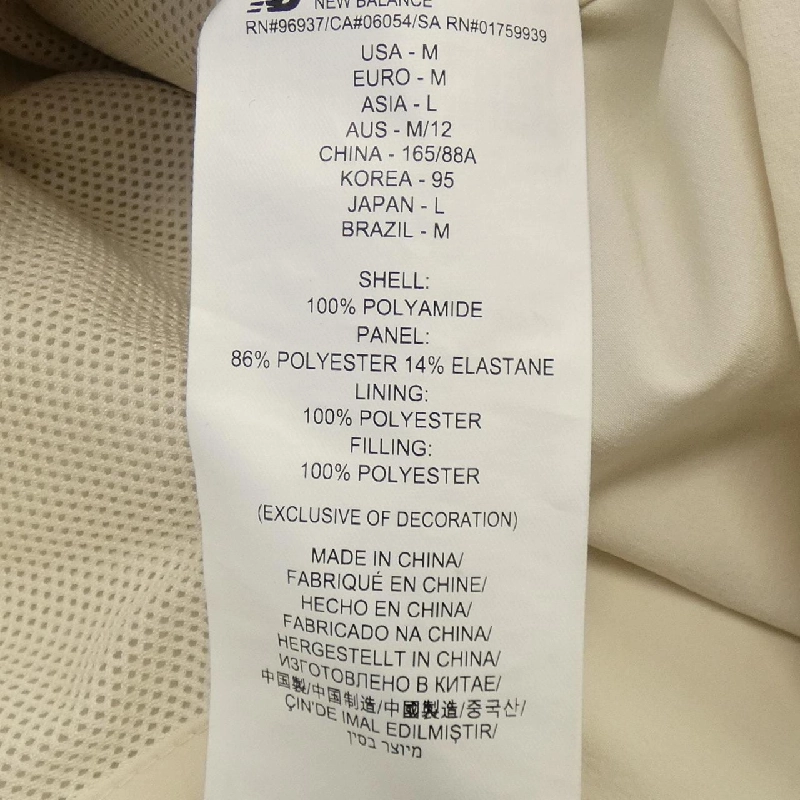 NEW BALANCE
RN#96937/CA#06054/SA RN#01759939
USA - M
EURO - M
ASIA - L
AUS - M/12
CHINA - 165/88A
KOREA - 95
JAPAN - L
BRAZIL - M
SHELL:
100% POLYAMIDE
PANEL:
86% POLYESTER 14% ELASTANE
LINING:
100% POLYESTER
FILLING:
100% POLYESTER
(EXCLUSIVE OF DECORATION)
MADE IN CHINA/
FABRIQUÉ EN CHINE/
HECHO EN CHINA/
FABRICADO NA CHINA/
HERGESTELLT IN CHINA/
ИЗГОТОВЛЕНО В КИТАЕ/
中国製/中国制造/中國製造/중국산/
ÇIN'DE IMAL EDILMIŞTIR/
מיוצר בסין